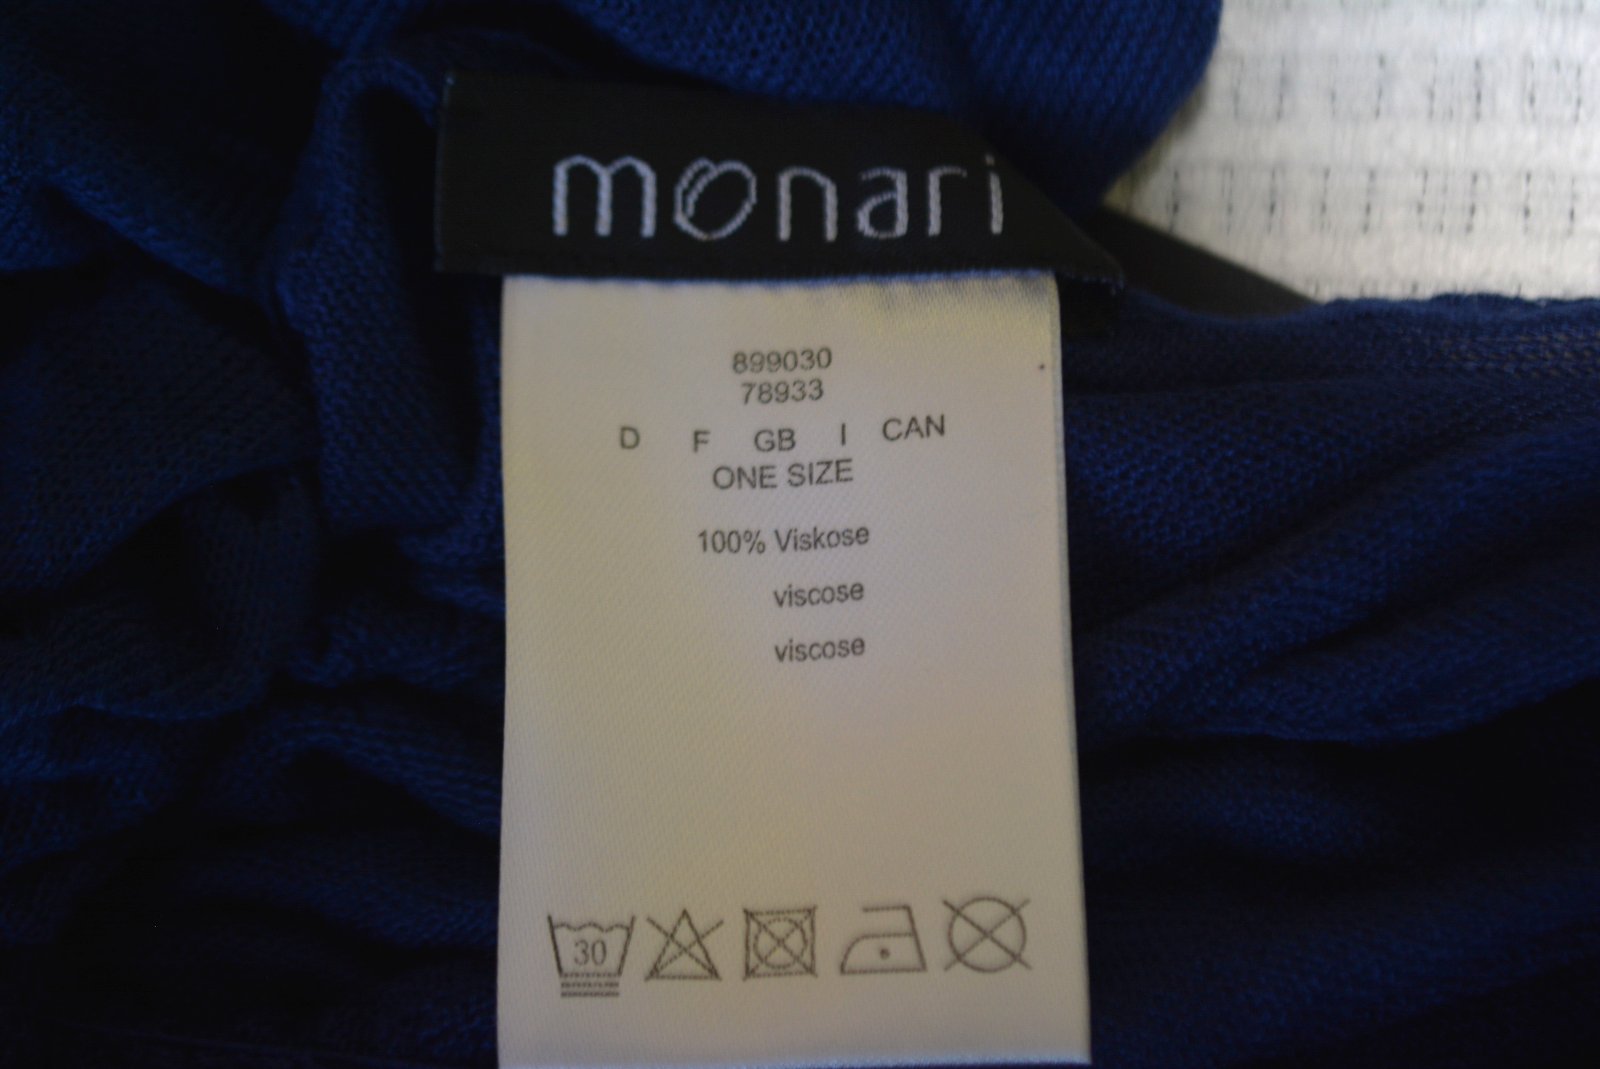 monari
899030
78933
D F GB I CAN
ONE SIZE
100% Viskose
viscose
viscose
30